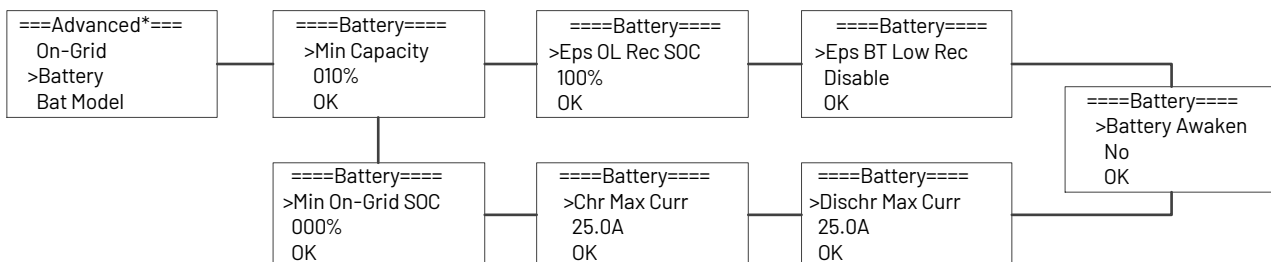 ===Advanced*===
On-Grid
>Battery
Bat Model
====Battery====
>Min Capacity
010%
OK
====Battery====
>Eps OL Rec SOC
100%
OK
====Battery====
>Eps BT Low Rec
Disable
OK
====Battery====
>Battery Awaken
No
OK
====Battery====
>Min On-Grid SOC
000%
OK
====Battery====
>Chr Max Curr
25.0A
OK
====Battery====
>Dischr Max Curr
25.0A
OK